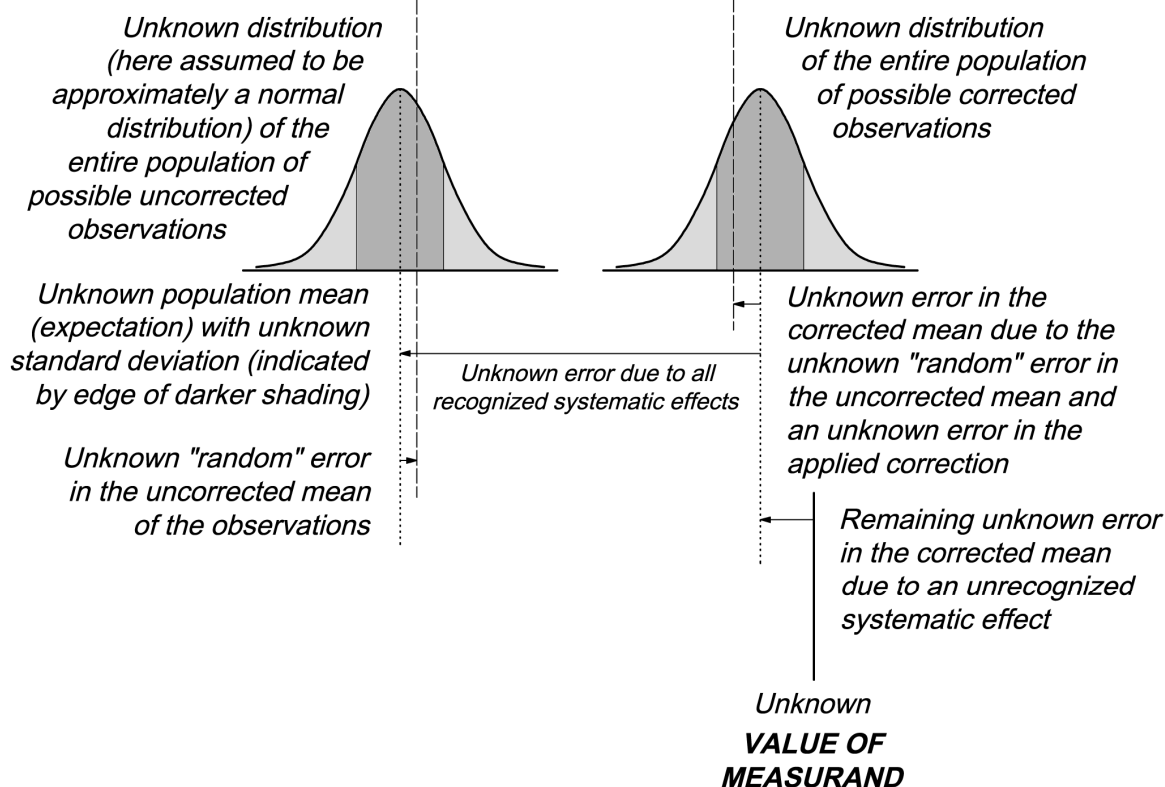 Unknown distribution
(here assumed to be
approximately a normal
distribution) of the
entire population of
possible uncorrected
observations
Unknown distribution
of the entire population
of possible corrected
observations
Unknown population mean
(expectation) with unknown
standard deviation (indicated
by edge of darker shading)
Unknown error due to all
recognized systematic effects
Unknown error in the
corrected mean due to the
unknown "random" error in
the uncorrected mean and
an unknown error in the
applied correction
Unknown "random" error
in the uncorrected mean
of the observations
Remaining unknown error
in the corrected mean
due to an unrecognized
systematic effect
Unknown
VALUE OF
MEASURAND